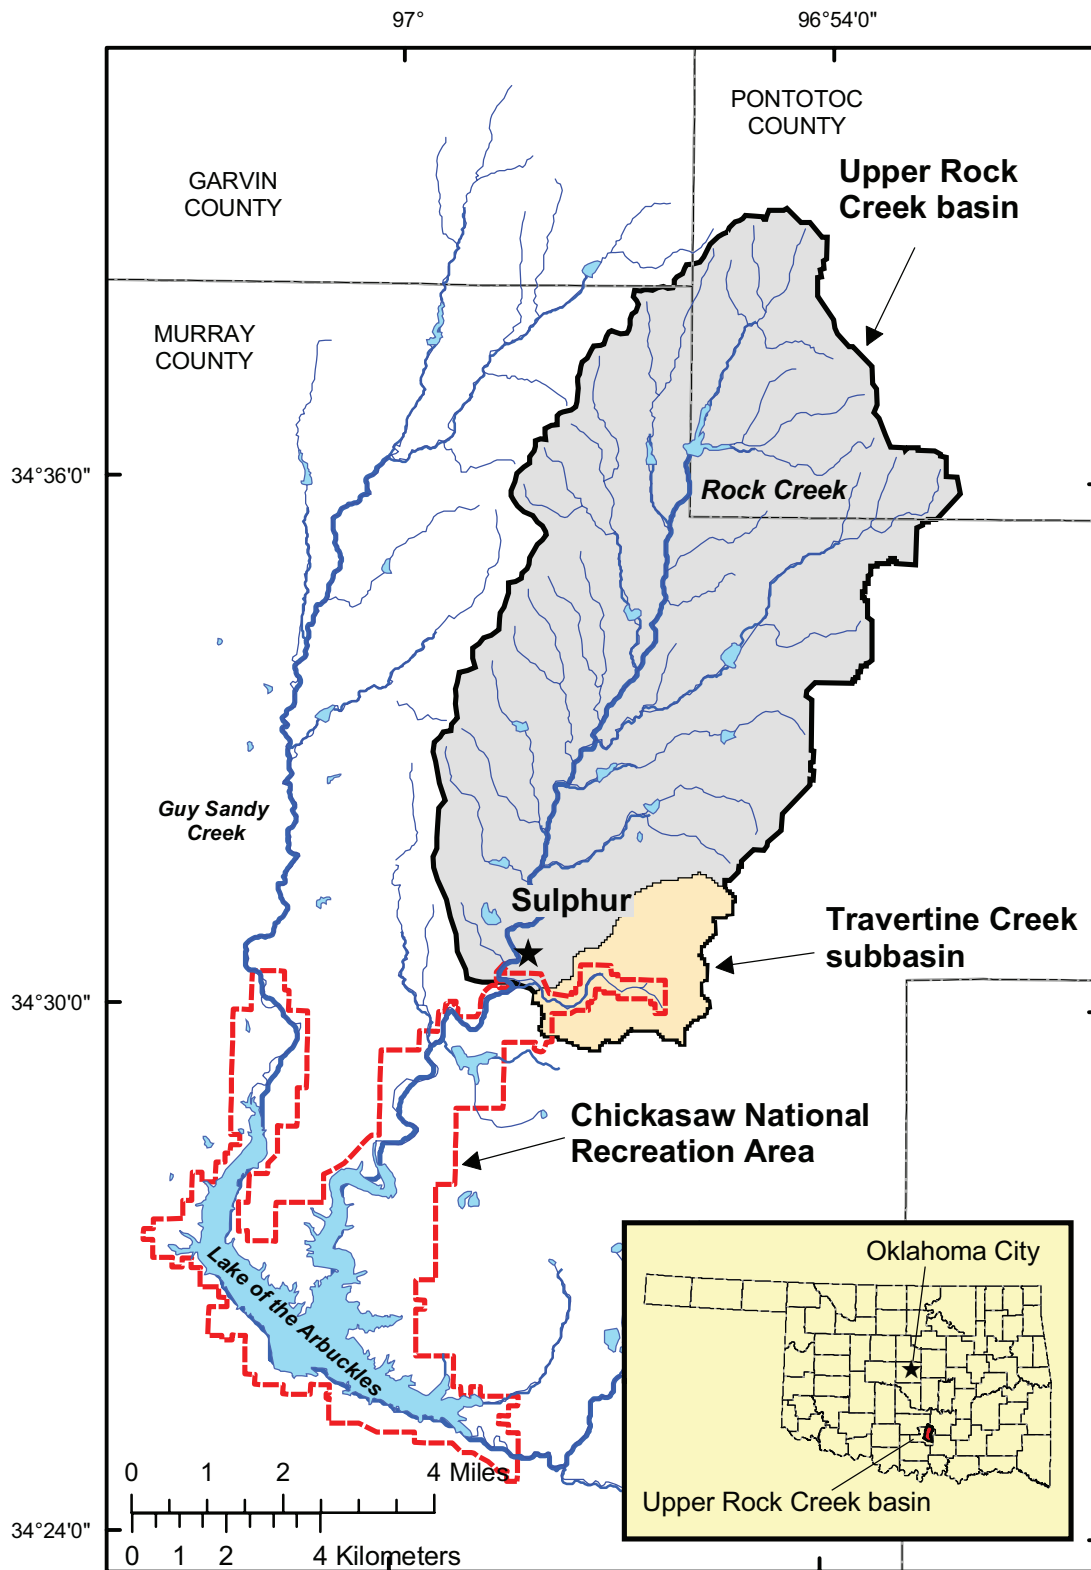 97°
96°54'0"
PONTOTOC
COUNTY
Upper Rock
Creek basin
GARVIN
COUNTY
MURRAY
COUNTY
34°36'0"
Rock Creek
Guy Sandy
Creek
Sulphur
Travertine Creek
subbasin
34°30'0"
Chickasaw National
Recreation Area
Lake of the Arbuckles
Oklahoma City
Upper Rock Creek basin
0 1 2 4 Miles
34°24'0"
0 1 2 4 Kilometers